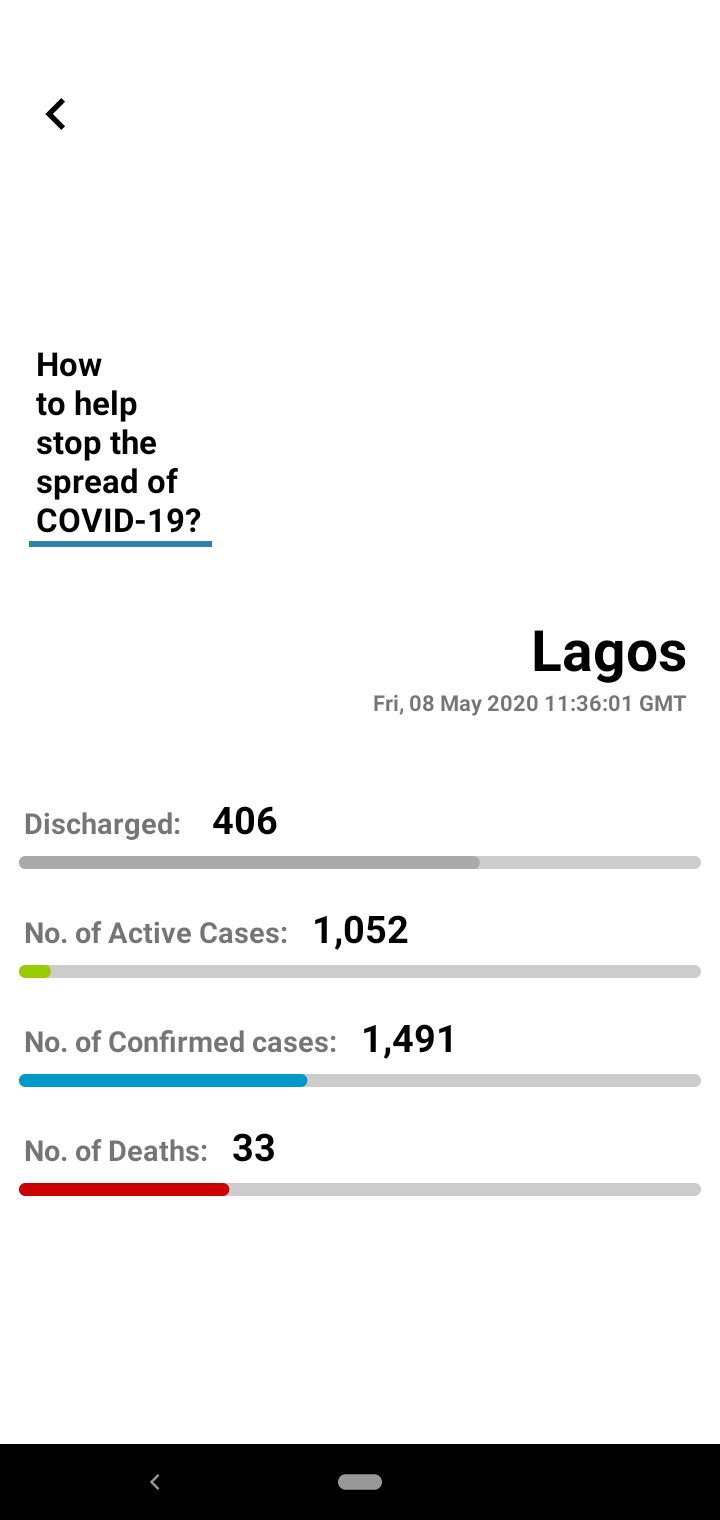 How
to help
stop the
spread of
COVID-19?
Lagos
Fri, 08 May 2020 11:36:01 GMT
Discharged: 406
No. of Active Cases: 1,052
No. of Confirmed cases: 1,491
No. of Deaths: 33